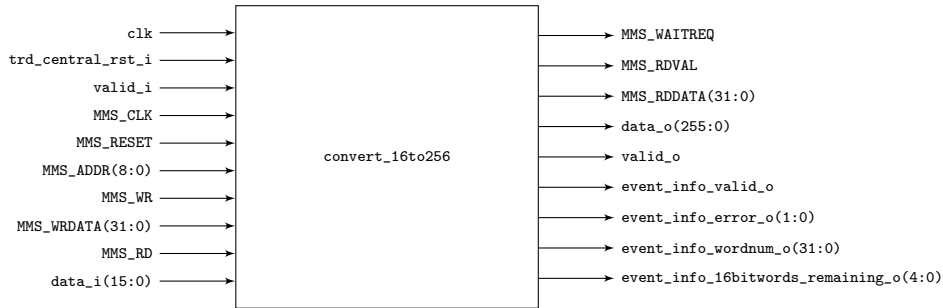 clk
trd_central_rst_i
valid_i
MMS_CLK
MMS_RESET
MMS_ADDR(8:0)
MMS_WR
MMS_WRDATA(31:0)
MMS_RD
data_i(15:0)
convert_16to256
MMS_WAITREQ
MMS_RDVAL
MMS_RDDATA(31:0)
data_o(255:0)
valid_o
event_info_valid_o
event_info_error_o(1:0)
event_info_wordnum_o(31:0)
event_info_16bitwords_remaining_o(4:0)